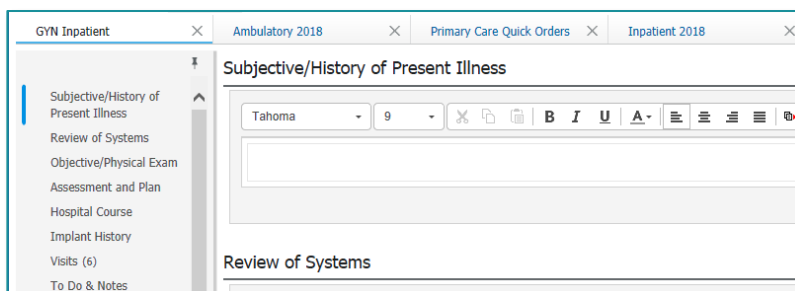 GYN Inpatient
Ambulatory 2018
Primary Care Quick Orders
Inpatient 2018
Subjective/History of
Present Illness
Review of Systems
Objective/Physical Exam
Assessment and Plan
Hospital Course
Implant History
Visits (6)
To Do & Notes
Subjective/History of Present Illness
Tahoma 9 B I U A
Review of Systems